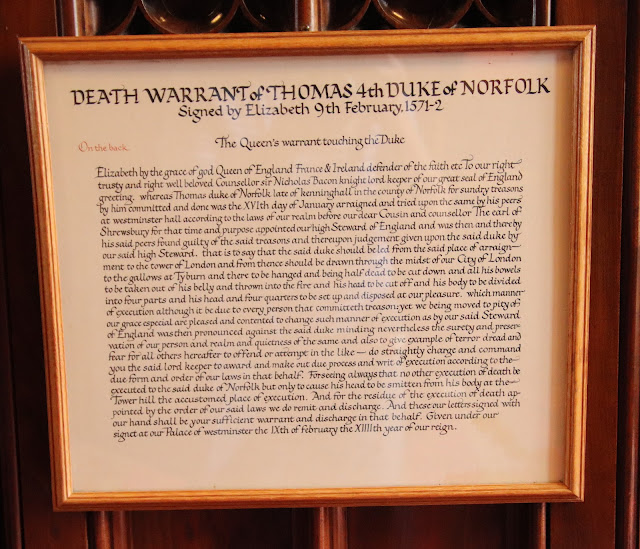 DEATH WARRANT of THOMAS 4th DUKE of NORFOLK
Signed by Elizabeth 9th February, 1571-2
The Queen's warrant touching the Duke
On the back.
Elizabeth by the grace of god Queen of England France & Ireland defender of the faith etc To our right
trusty and right well beloved Counsellor sir Nicholas Bacon knight lord keeper of our great seal of England
greeting. whereas Thomas duke of Norfolk late of kenninghall in the county of Norfolk for sundry treasons
by him committed and done was the XVIth day of January arraigned and tried upon the same by his peers
at westminster hall according to the laws of our realm before our dear Cousin and counsellor The earl of
Shrewsbury for that time and purpose appointed our high Steward of England and was then and thereby
his said peers found guilty of the said treasons and thereupon judgement given upon the said duke by
our said high Steward. that is to say that the said duke should be led from the said place of arraign-
ment to the tower of London and from thence should be drawn through the midst of our City of London
to the gallows at Tyburn and there to be hanged and being half dead to be cut down and all his bowels
to be taken out of his belly and thrown into the fire and his head to be cut off and his body to be divided
into four parts and his head and four quarters to be set up and disposed at our pleasure. which manner
of execution although it be due to every person that committeth treason: yet we being moved to pity of
our grace especial are pleased and contented to change such manner of execution as by our said Steward
of England was then pronounced against the said duke minding nevertheless the surety and preser-
vation of our person and realm and quietness of the same and also to give example of terror dread and
fear for all others hereafter to offend or attempt in the like — do straightly charge and command
you the said lord keeper to award and make out due process and writ of execution according to the
due form and order of our laws in that behalf. Forseeing always that no other execution of death be
executed to the said duke of Norfolk but only to cause his head to be smitten from his body at the
Tower hill the accustomed place of execution. And for the residue of the execution of death ap-
pointed by the order of our said laws we do remit and discharge. And these our letters signed with
our hand shall be your sufficient warrant and discharge in that behalf. Given under our
signet at our Palace of westminster the IXth of february the XIIIIth year of our reign.